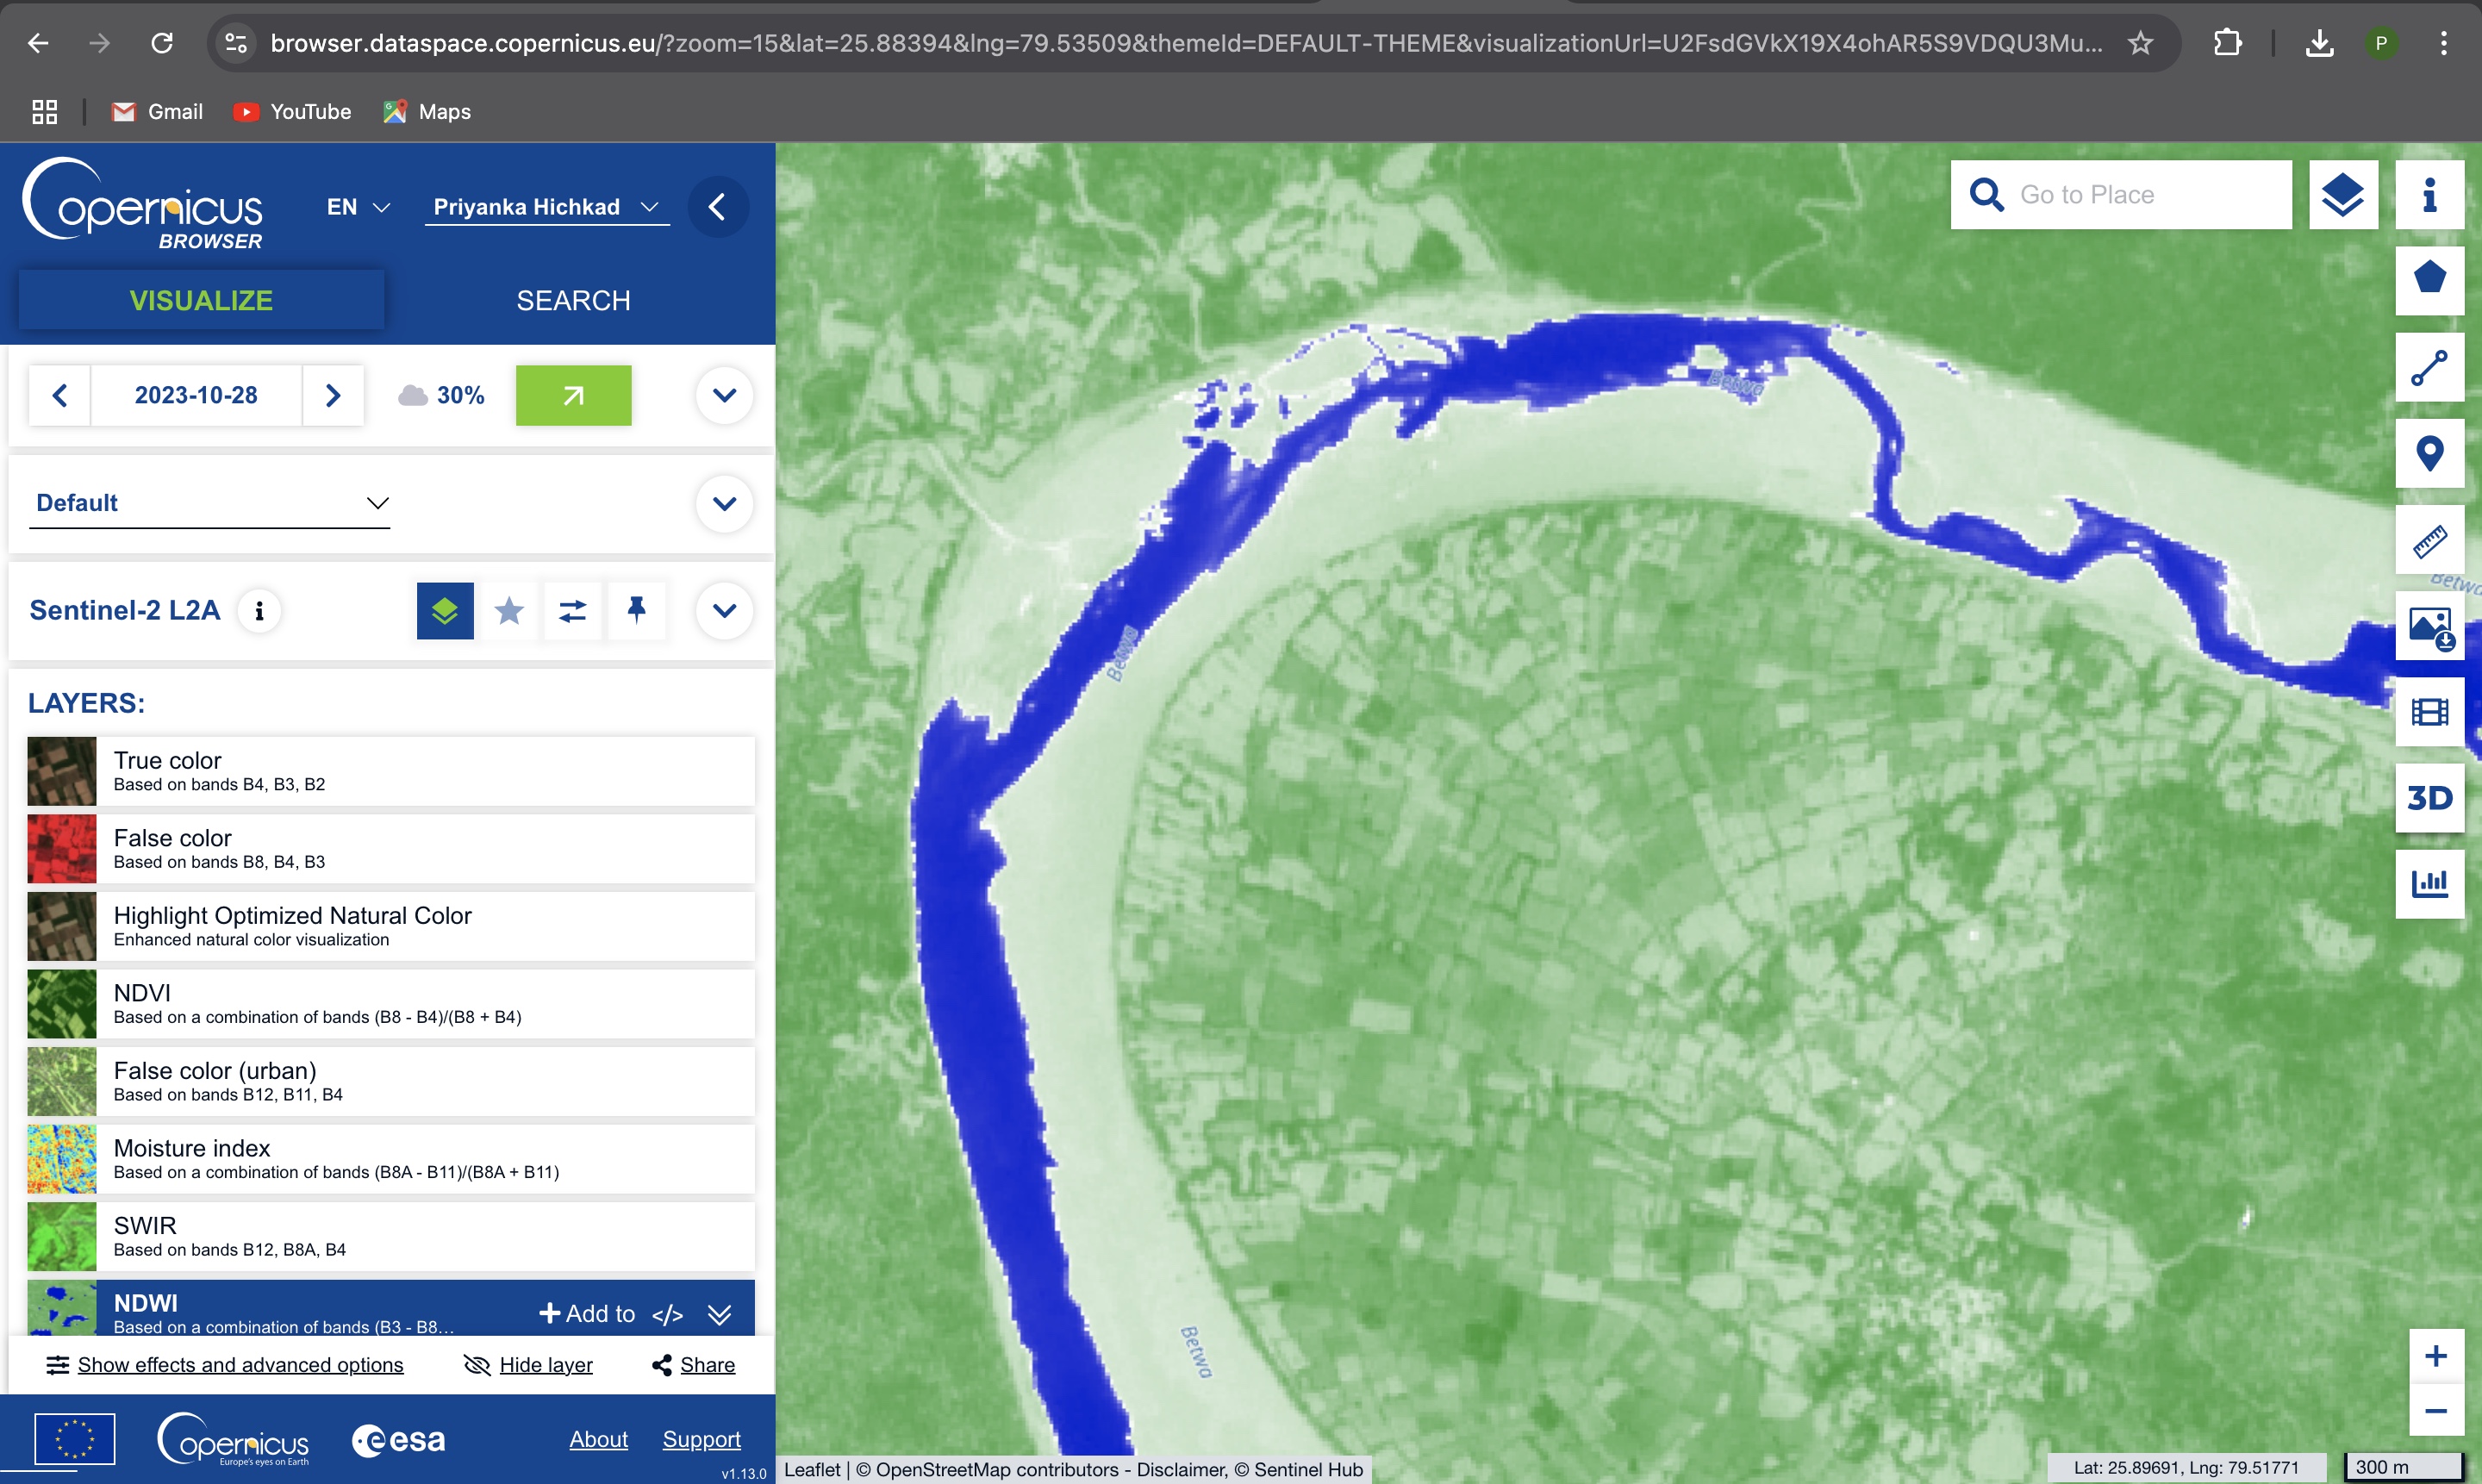 browser.dataspace.copernicus.eu/?zoom=15&lat=25.88394&lng=79.53509&themeId=DEFAULT-THEME&visualizationUrl=U2FsdGVkX19X4ohAR5S9VDQU3Mu...
P
Gmail
YouTube
Maps
opernicus
BROWSER
EN
Priyanka Hichkad
VISUALIZE
SEARCH
2023-10-28
30%
Default
Sentinel-2 L2A
LAYERS:
True color
Based on bands B4, B3, B2
False color
Based on bands B8, B4, B3
Highlight Optimized Natural Color
Enhanced natural color visualization
NDVI
Based on a combination of bands (B8 - B4)/(B8 + B4)
False color (urban)
Based on bands B12, B11, B4
Moisture index
Based on a combination of bands (B8A - B11)/(B8A + B11)
SWIR
Based on bands B12, B8A, B4
NDWI
Based on a combination of bands (B3 - B8...
Add to
</>
Show effects and advanced options
Hide layer
Share
opernicus
Europe's eyes on Earth
esa
About
Support
v1.13.0
Go to Place
Betwa
Betwa
Betwa
Betwa
3D
+
−
Leaflet | © OpenStreetMap contributors - Disclaimer, © Sentinel Hub
Lat: 25.89691, Lng: 79.51771
300 m